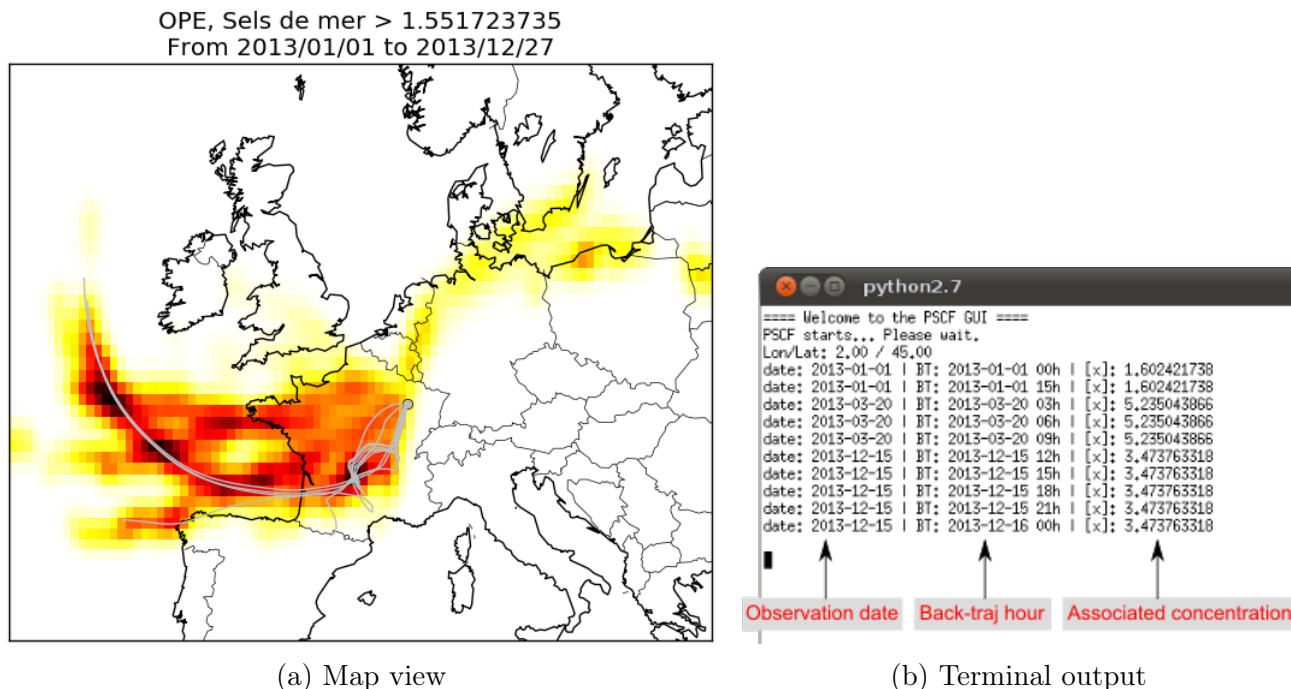 OPE, Sels de mer > 1.551723735
From 2013/01/01 to 2013/12/27
python2.7
==== Welcome to the PSCF GUI ====
PSCF starts... Please wait.
Lon/Lat: 2.00 / 45.00
date: 2013-01-01 | BT: 2013-01-01 00h | [x]: 1.602421738
date: 2013-01-01 | BT: 2013-01-01 15h | [x]: 1.602421738
date: 2013-03-20 | BT: 2013-03-20 03h | [x]: 5.235043866
date: 2013-03-20 | BT: 2013-03-20 06h | [x]: 5.235043866
date: 2013-03-20 | BT: 2013-03-20 09h | [x]: 5.235043866
date: 2013-12-15 | BT: 2013-12-15 12h | [x]: 3.473763318
date: 2013-12-15 | BT: 2013-12-15 15h | [x]: 3.473763318
date: 2013-12-15 | BT: 2013-12-15 18h | [x]: 3.473763318
date: 2013-12-15 | BT: 2013-12-15 21h | [x]: 3.473763318
date: 2013-12-15 | BT: 2013-12-16 00h | [x]: 3.473763318
Observation date Back-traj hour Associated concentration
(a) Map view
(b) Terminal output